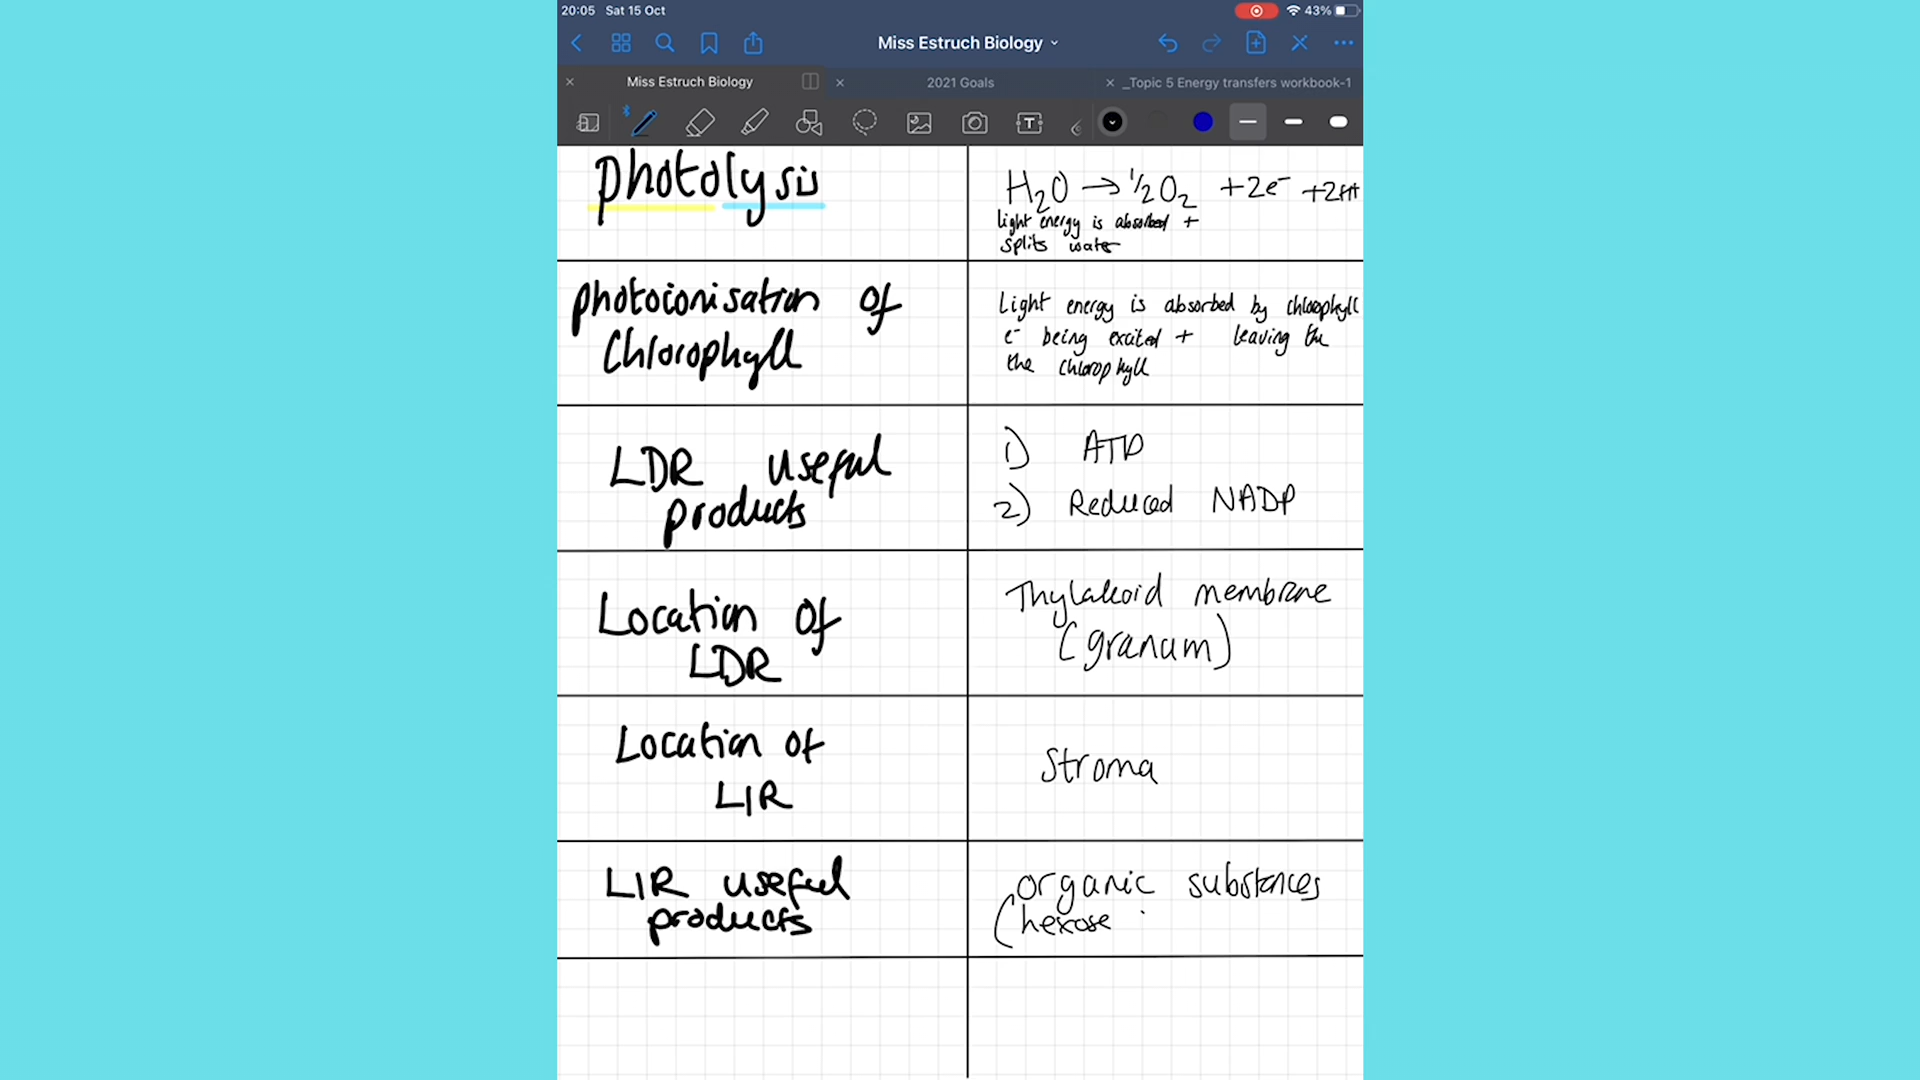 20:05 Sat 15 Oct
43%
Miss Estruch Biology
Miss Estruch Biology
2021 Goals
_Topic 5 Energy transfers workbook-1
T
photolysis
H2O → 1/2O2 +2e⁻ +2H+
light energy is absorbed +
splits water
photoionisation of
Chlorophyll
Light energy is absorbed by chlorophyll
e⁻ being excited + leaving the
the chlorophyll
LDR useful
products
1) ATP
2) Reduced NADP
Location of
LDR
Thylakoid membrane
(granum)
Location of
LIR
Stroma
LIR useful
products
organic substances
(hexose